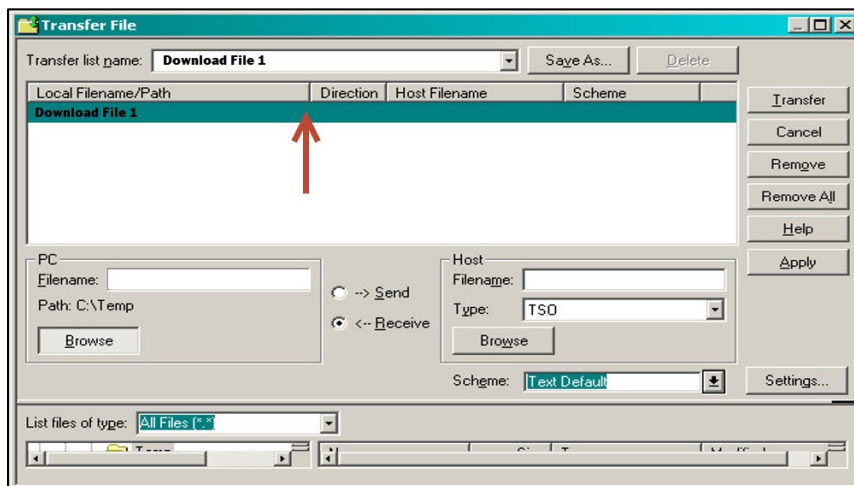 Transfer File
Transfer list name: Download File 1 Save As... Delete
Local Filename/Path Direction Host Filename Scheme
Download File 1
Transfer
Cancel
Remove
Remove All
Help
Apply
PC
Filename:
Path: C:\Temp
Browse
--> Send
<-- Receive
Host
Filename:
Type: TSO
Browse
Scheme: Text Default
Settings...
List files of type: All Files (*.*)